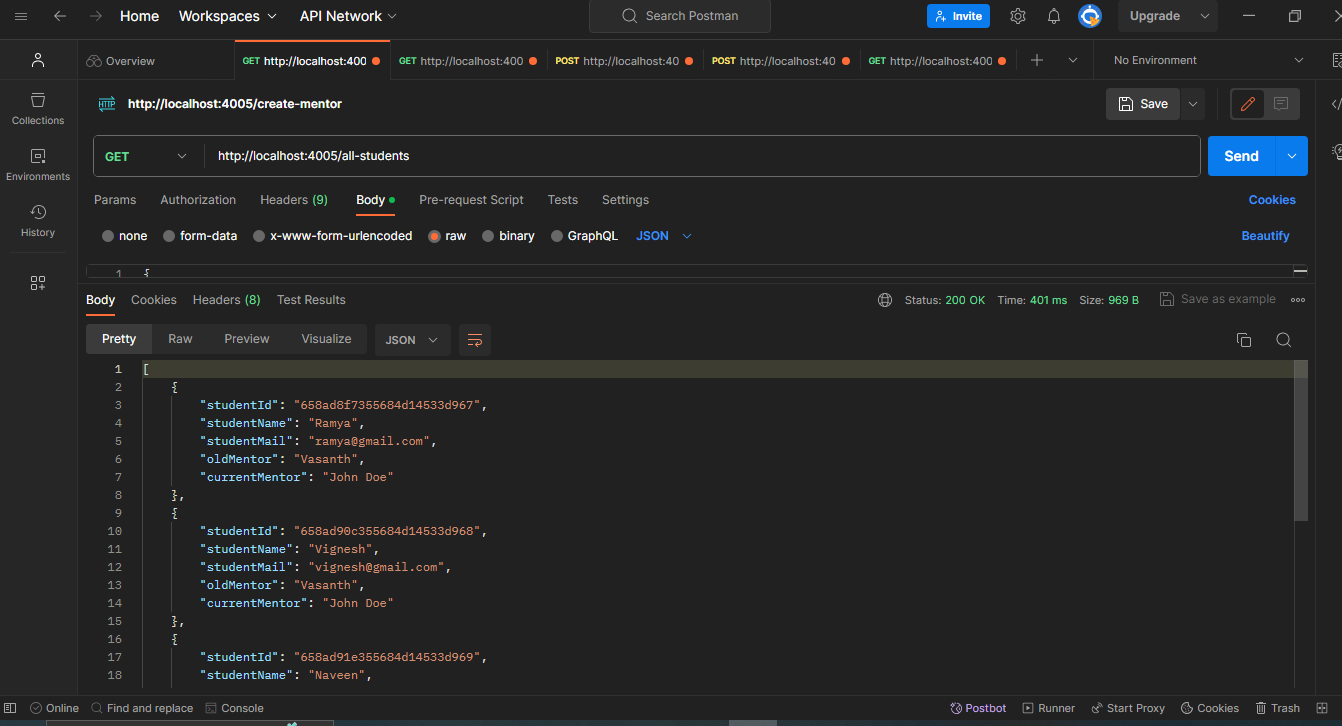 Home Workspaces API Network Search Postman Invite Upgrade
Overview GET http://localhost:400 GET http://localhost:400 POST http://localhost:40 POST http://localhost:40 GET http://localhost:400 No Environment
HTTP http://localhost:4005/create-mentor Save
Collections
Environments
History
GET http://localhost:4005/all-students Send
Params Authorization Headers (9) Body Pre-request Script Tests Settings Cookies
none form-data x-www-form-urlencoded raw binary GraphQL JSON Beautify
1 {
Body Cookies Headers (8) Test Results Status: 200 OK Time: 401 ms Size: 969 B Save as example
Pretty Raw Preview Visualize JSON
1 [
2 {
3 "studentId": "658ad8f7355684d14533d967",
4 "studentName": "Ramya",
5 "studentMail": "ramya@gmail.com",
6 "oldMentor": "Vasanth",
7 "currentMentor": "John Doe"
8 },
9 {
10 "studentId": "658ad90c355684d14533d968",
11 "studentName": "Vignesh",
12 "studentMail": "vignesh@gmail.com",
13 "oldMentor": "Vasanth",
14 "currentMentor": "John Doe"
15 },
16 {
17 "studentId": "658ad91e355684d14533d969",
18 "studentName": "Naveen",
Online Find and replace Console Postbot Runner Start Proxy Cookies Trash